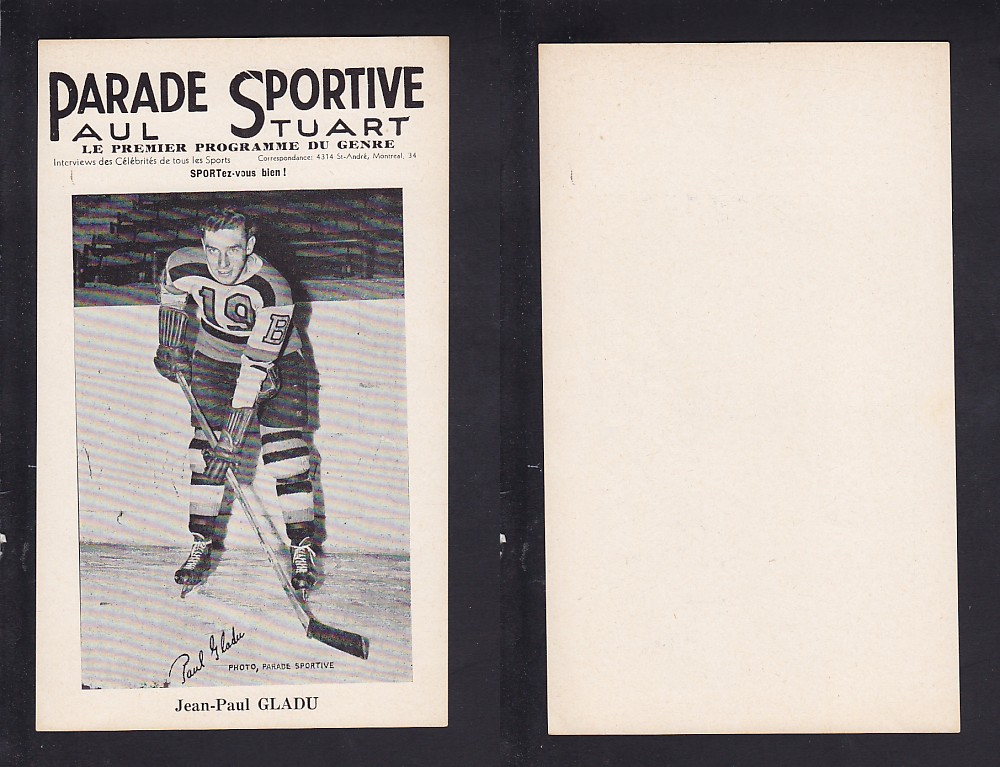 PARADE SPORTIVE
PAUL STUART
LE PREMIER PROGRAMME DU GENRE
Interviews des Célébrités de tous les Sports Correspondance: 4314 St-André, Montreal, 34
SPORTez-vous bien !
19
B
Paul Gladu
PHOTO, PARADE SPORTIVE
Jean-Paul GLADU